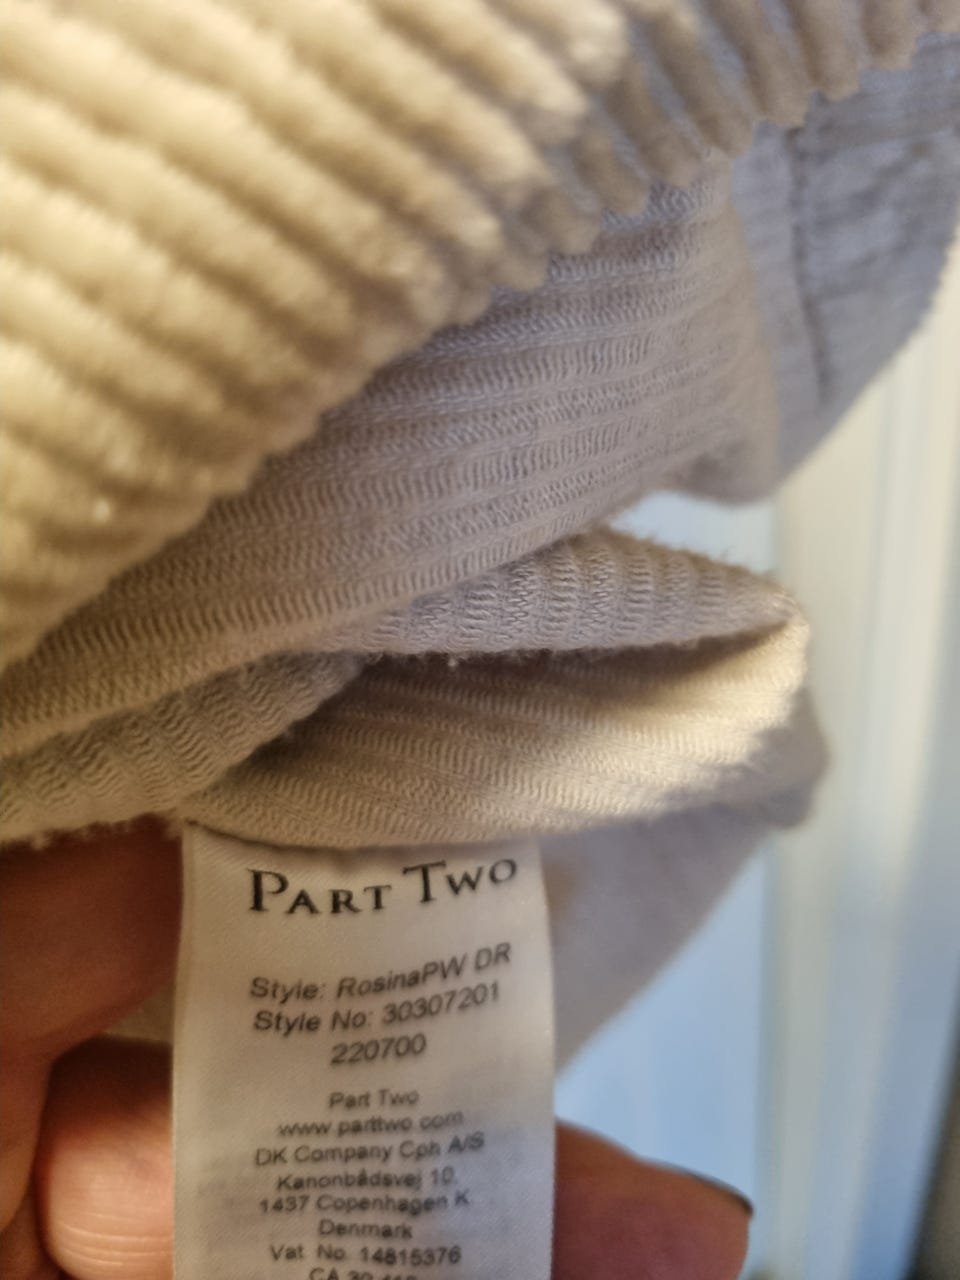 PART TWO
Style: RosinaPW DR
Style No: 30307201
220700
Part Two
www.parttwo.com
DK Company Cph A/S
Kanonbådsvej 10,
1437 Copenhagen K
Denmark
Vat. No. 14815376
CA